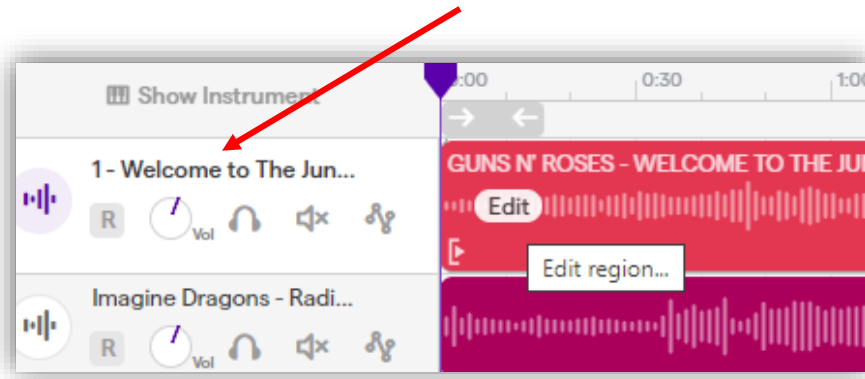 Show Instrument
:00 0:30 1:00
1 - Welcome to The Jun...
GUNS N' ROSES - WELCOME TO THE JU
R Vol
Edit
Edit region...
Imagine Dragons - Radi...
R Vol